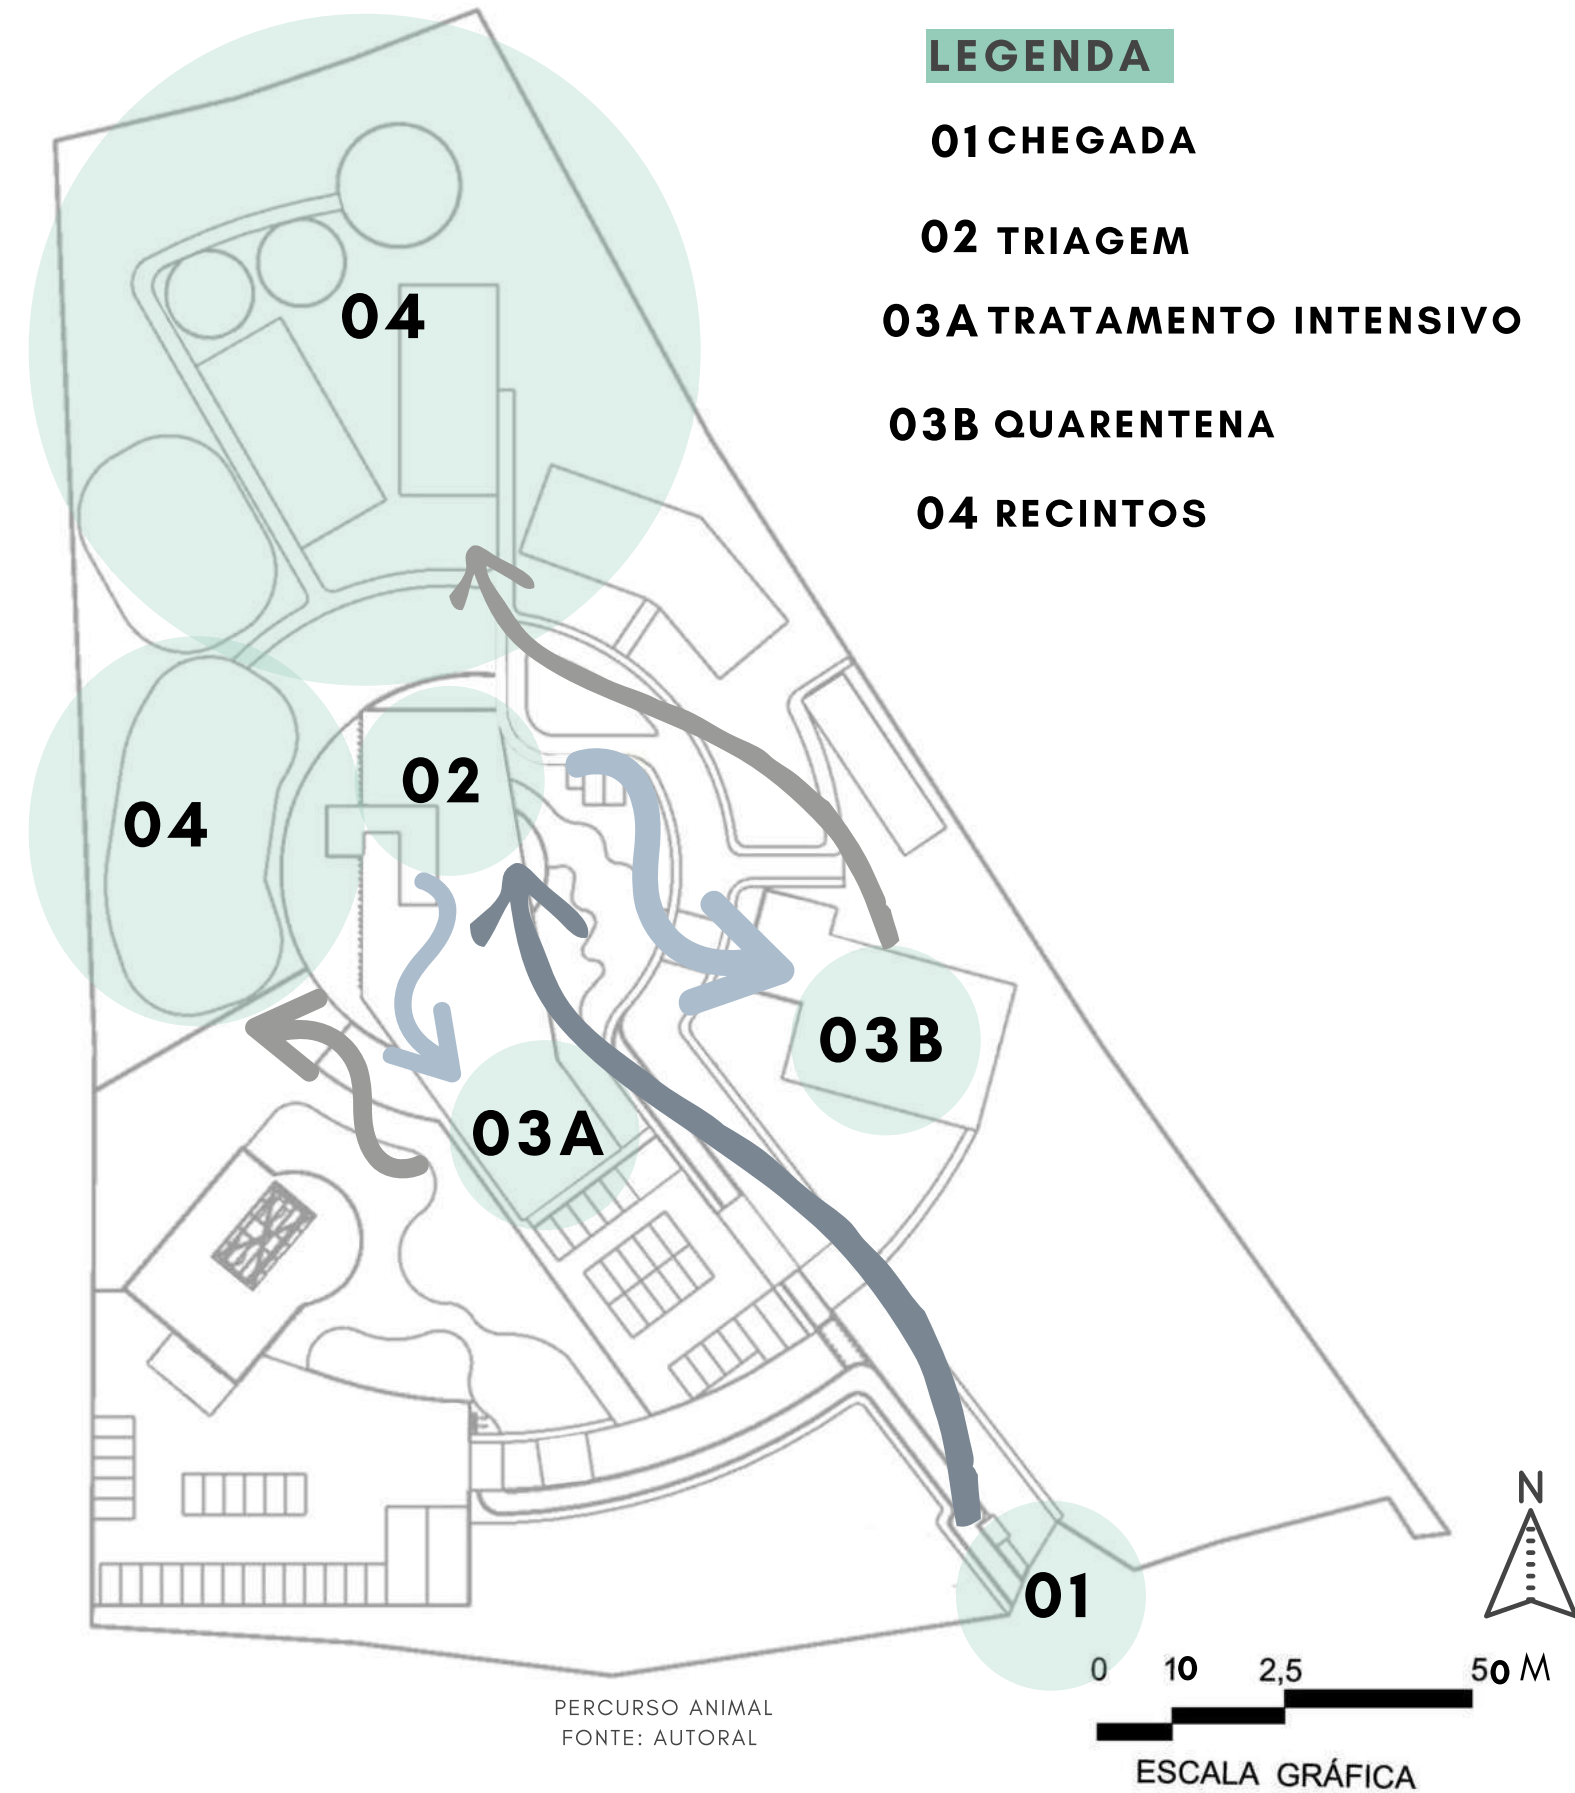 LEGENDA
01 CHEGADA
02 TRIAGEM
03A TRATAMENTO INTENSIVO
03B QUARENTENA
04 RECINTOS
04
02
04
03B
03A
01
N
0 10 2,5 50 M
ESCALA GRÁFICA
PERCURSO ANIMAL
FONTE: AUTORAL